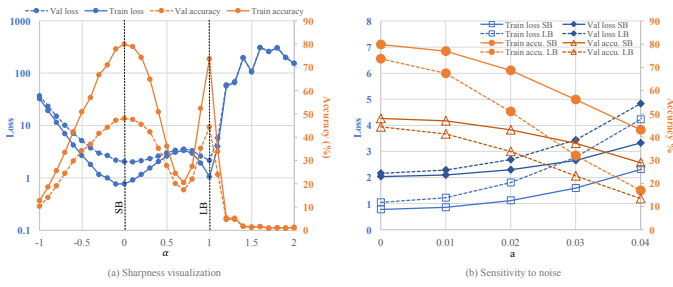 Val loss Train loss Val accuracy Train accuracy
1000
100
10
1
0.1
Loss
90
80
70
60
50
40
30
20
10
0
Accuracy (%)
SB
LB
-1 -0.5 0 0.5 1 1.5 2
α
(a) Sharpness visualization
Train loss SB Val loss SB
Train loss LB Val loss LB
Train accu. SB Val accu. SB
Train accu. LB Val accu. LB
8
7
6
5
4
3
2
1
0
Loss
90
80
70
60
50
40
30
20
10
0
Accuracy %
0 0.01 0.02 0.03 0.04
a
(b) Sensitivity to noise